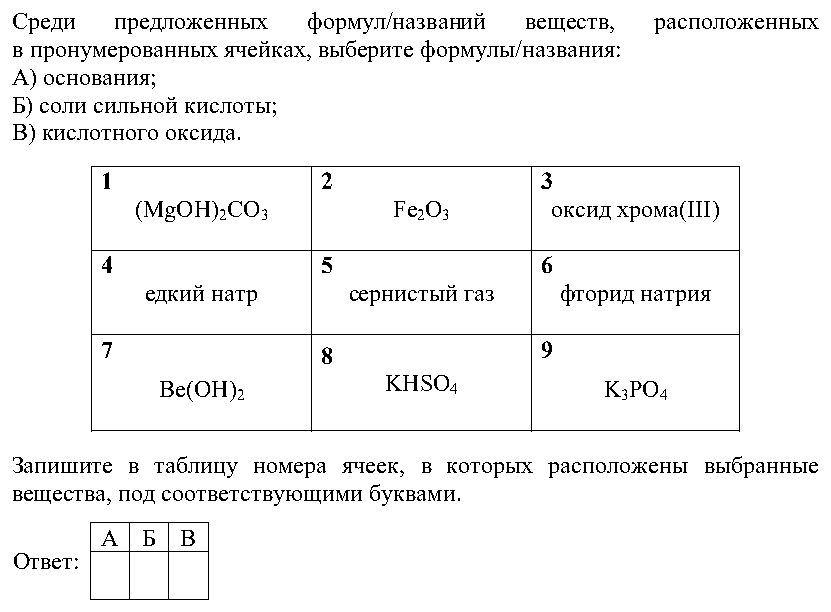 Среди предложенных формул/названий веществ, расположенных
в пронумерованных ячейках, выберите формулы/названия:
А) основания;
Б) соли сильной кислоты;
В) кислотного оксида.
1
(MgOH)₂CO₃
2
Fe₂O₃
3
оксид хрома(III)
4
едкий натр
5
сернистый газ
6
фторид натрия
7
Be(OH)₂
8
KHSO₄
9
K₃PO₄
Запишите в таблицу номера ячеек, в которых расположены выбранные
вещества, под соответствующими буквами.
А Б В
Ответ: